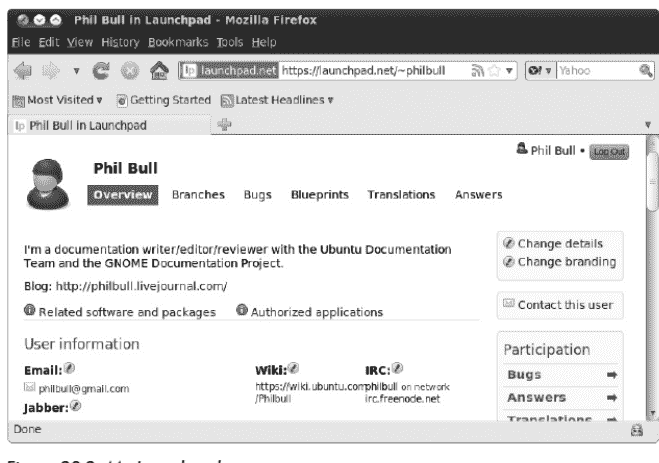 Phil Bull in Launchpad - Mozilla Firefox
File Edit View History Bookmarks Tools Help
lp launchpad.net https://launchpad.net/~philbull
Yahoo
Most Visited Getting Started Latest Headlines
lp Phil Bull in Launchpad
Phil Bull • Log Out
Phil Bull
Overview Branches Bugs Blueprints Translations Answers
I'm a documentation writer/editor/reviewer with the Ubuntu Documentation
Team and the GNOME Documentation Project.
Blog: http://philbull.livejournal.com/
Related software and packages Authorized applications
Change details
Change branding
Contact this user
User information
Email: Wiki: IRC:
philbull@gmail.com https://wiki.ubuntu.com philbull on network
/Philbull irc.freenode.net
Jabber:
Participation
Bugs
Answers
Translations
Done